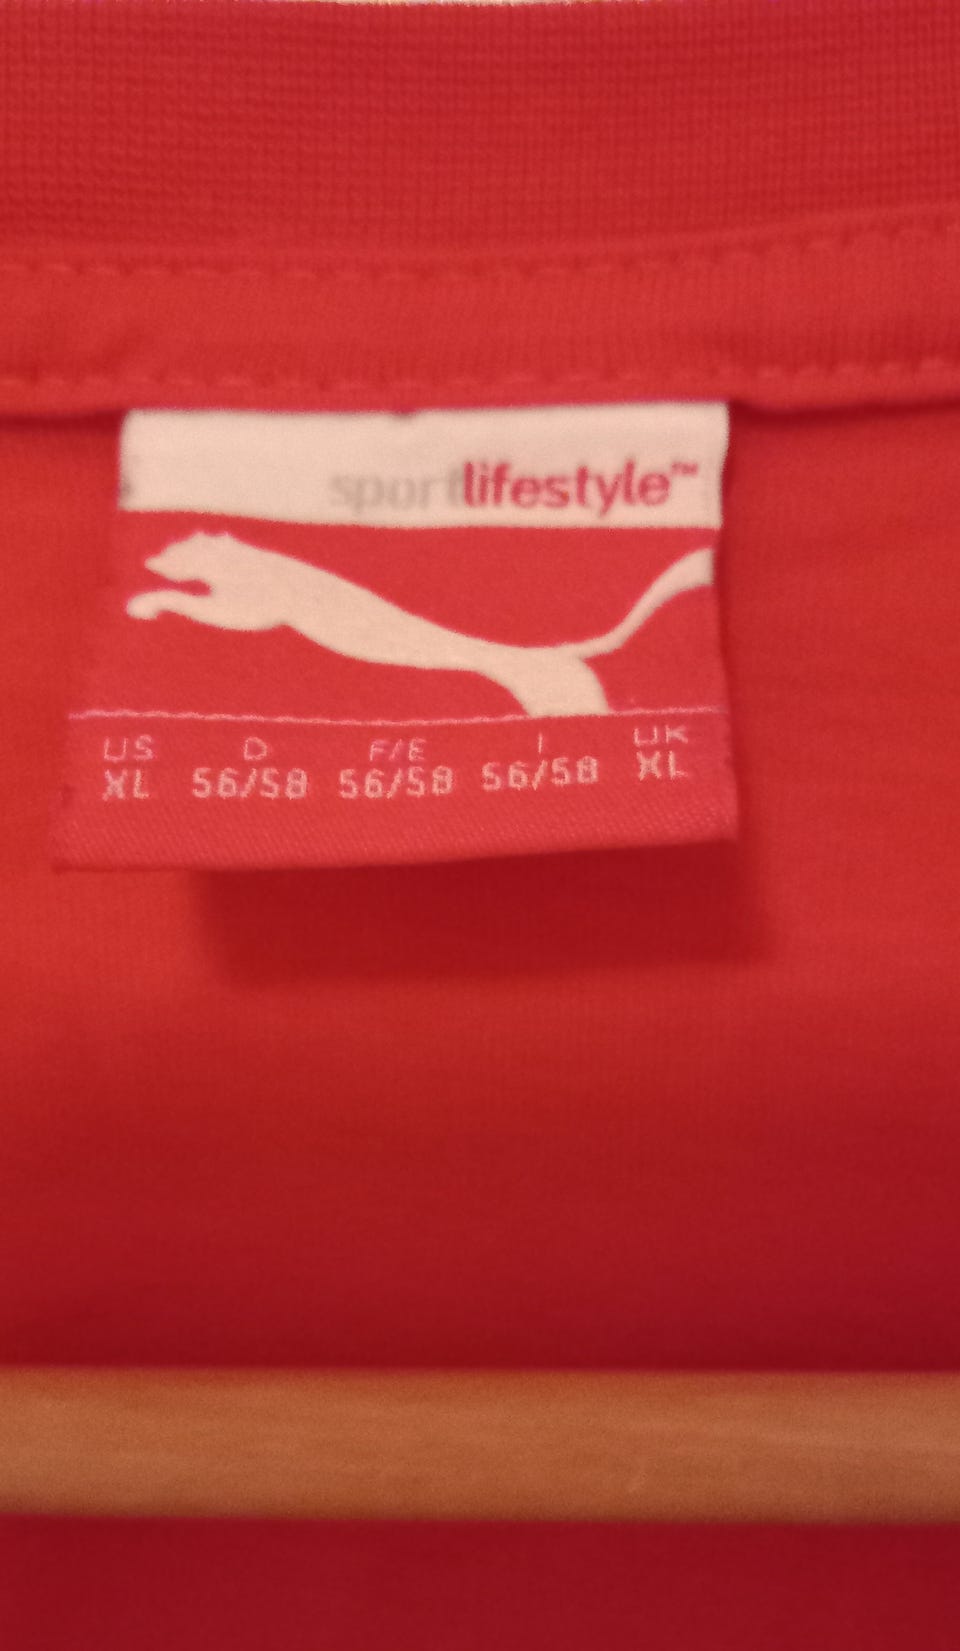 sportlifestyle™
US D F/E I UK
XL 56/58 56/58 56/58 XL